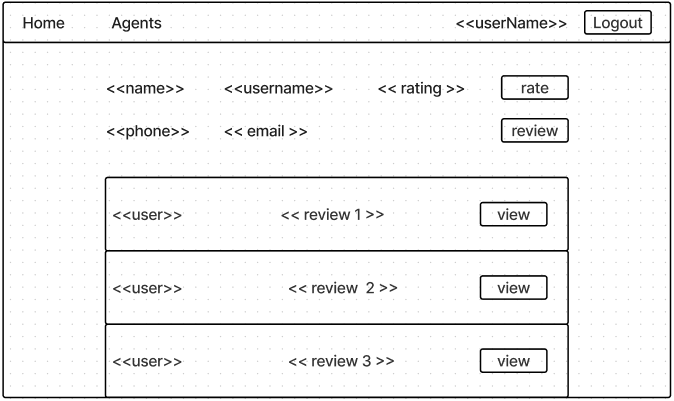 Home Agents <<userName>> Logout
<<name>> <<username>> << rating >> rate
<<phone>> << email >> review
<<user>> << review 1 >> view
<<user>> << review  2 >> view
<<user>> << review 3 >> view